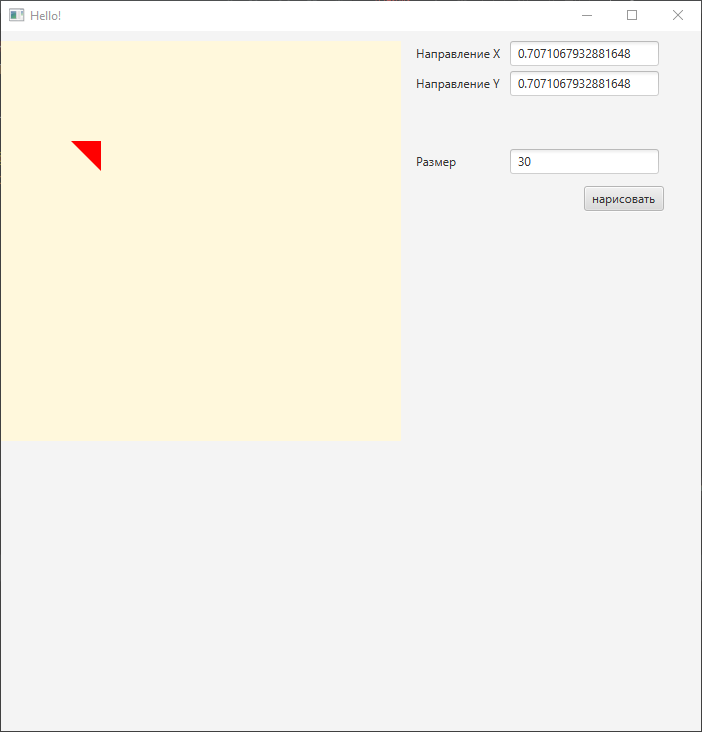 Hello!
Направление X 0.7071067932881648
Направление Y 0.7071067932881648
Размер 30
нарисовать